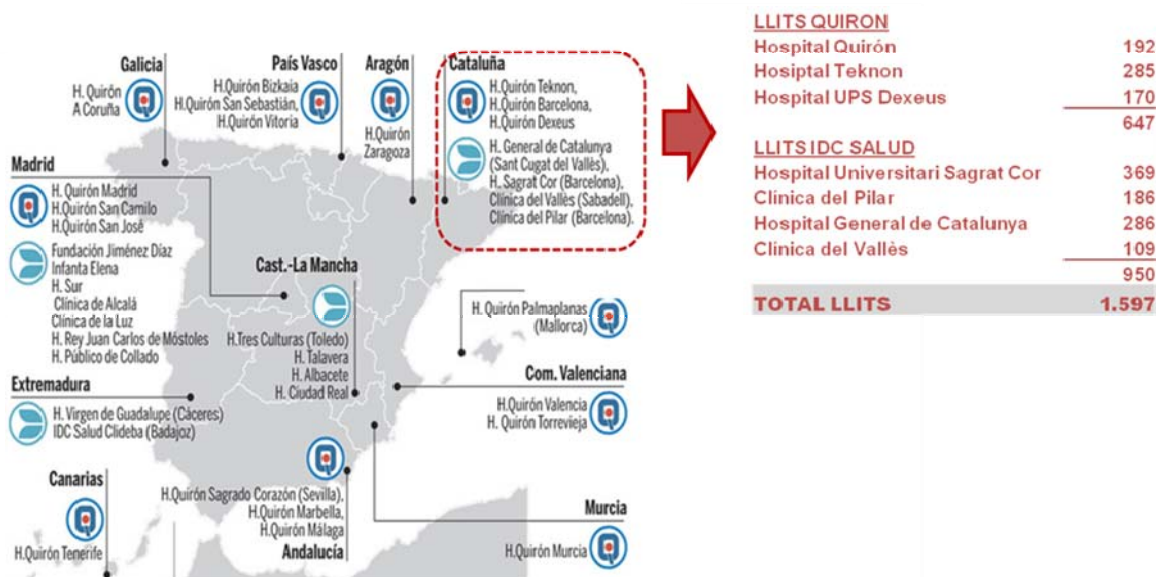 Galicia
H. Quirón
A Coruña
País Vasco
H.Quirón Bizkaia
H.Quirón San Sebastián,
H.Quirón Vitoria
Aragón
H.Quirón
Zaragoza
Cataluña
H.Quirón Teknon,
H.Quirón Barcelona,
H.Quirón Dexeus
H. General de Catalunya
(Sant Cugat del Vallès),
H. Sagrat Cor (Barcelona),
Clínica del Vallès (Sabadell),
Clínica del Pilar (Barcelona).
Madrid
H. Quirón Madrid
H.Quirón San Camilo
H.Quirón San José
Fundación Jiménez Díaz
Infanta Elena
H. Sur
Clínica de Alcalá
Clínica de la Luz
H. Rey Juan Carlos de Móstoles
H. Público de Collado
Cast.-La Mancha
H.Tres Culturas (Toledo)
H. Talavera
H. Albacete
H. Ciudad Real
H. Quirón Palmaplanas
(Mallorca)
Extremadura
H. Virgen de Guadalupe (Cáceres)
IDC Salud Clideba (Badajoz)
Com. Valenciana
H.Quirón Valencia
H. Quirón Torrevieja
Canarias
H.Quirón Tenerife
H.Quirón Sagrado Corazón (Sevilla),
H.Quirón Marbella,
H.Quirón Málaga
Andalucía
Murcia
H.Quirón Murcia
LLITS QUIRON
Hospital Quirón 192
Hosiptal Teknon 285
Hospital UPS Dexeus 170
647
LLITS IDC SALUD
Hospital Universitari Sagrat Cor 369
Clínica del Pilar 186
Hospital General de Catalunya 286
Clínica del Vallès 109
950
TOTAL LLITS 1.597